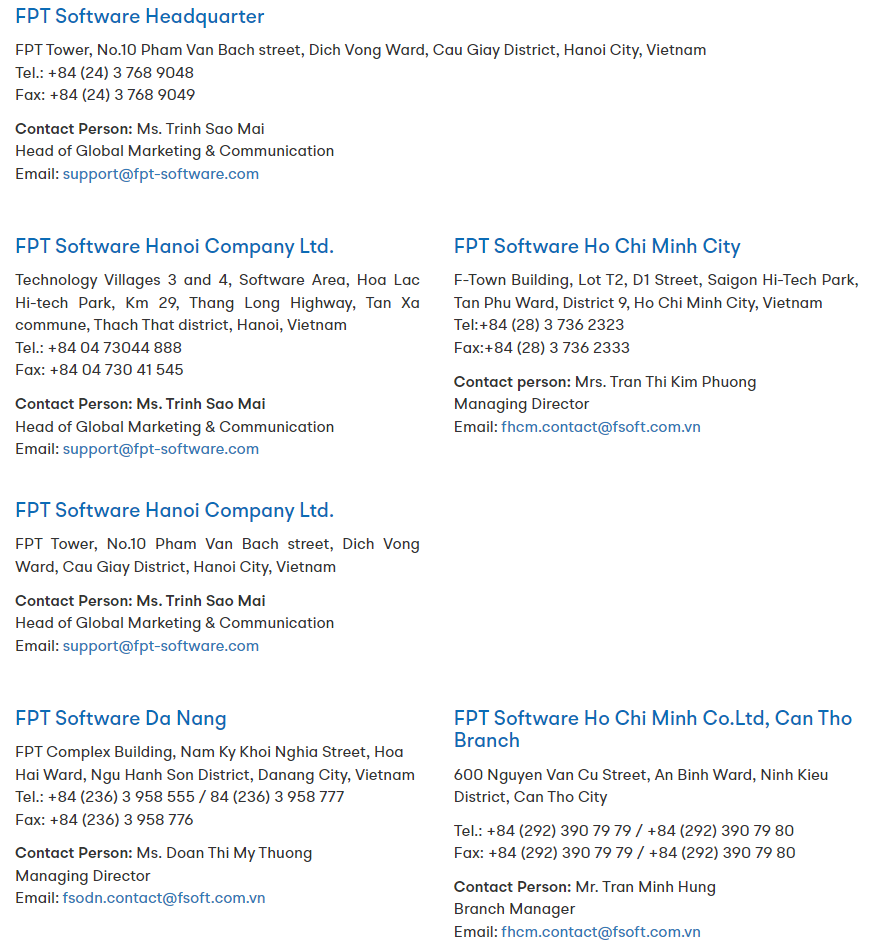 FPT Software Headquarter
FPT Tower, No.10 Pham Van Bach street, Dich Vong Ward, Cau Giay District, Hanoi City, Vietnam
Tel.: +84 (24) 3 768 9048
Fax: +84 (24) 3 768 9049
Contact Person: Ms. Trinh Sao Mai
Head of Global Marketing & Communication
Email: support@fpt-software.com
FPT Software Hanoi Company Ltd.
Technology Villages 3 and 4, Software Area, Hoa Lac
Hi-tech Park, Km 29, Thang Long Highway, Tan Xa
commune, Thach That district, Hanoi, Vietnam
Tel.: +84 04 73044 888
Fax: +84 04 730 41 545
Contact Person: Ms. Trinh Sao Mai
Head of Global Marketing & Communication
Email: support@fpt-software.com
FPT Software Ho Chi Minh City
F-Town Building, Lot T2, D1 Street, Saigon Hi-Tech Park,
Tan Phu Ward, District 9, Ho Chi Minh City, Vietnam
Tel:+84 (28) 3 736 2323
Fax:+84 (28) 3 736 2333
Contact person: Mrs. Tran Thi Kim Phuong
Managing Director
Email: fhcm.contact@fsoft.com.vn
FPT Software Hanoi Company Ltd.
FPT Tower, No.10 Pham Van Bach street, Dich Vong
Ward, Cau Giay District, Hanoi City, Vietnam
Contact Person: Ms. Trinh Sao Mai
Head of Global Marketing & Communication
Email: support@fpt-software.com
FPT Software Da Nang
FPT Complex Building, Nam Ky Khoi Nghia Street, Hoa
Hai Ward, Ngu Hanh Son District, Danang City, Vietnam
Tel.: +84 (236) 3 958 555 / 84 (236) 3 958 777
Fax: +84 (236) 3 958 776
Contact Person: Ms. Doan Thi My Thuong
Managing Director
Email: fsodn.contact@fsoft.com.vn
FPT Software Ho Chi Minh Co.Ltd, Can Tho
Branch
600 Nguyen Van Cu Street, An Binh Ward, Ninh Kieu
District, Can Tho City
Tel.: +84 (292) 390 79 79 / +84 (292) 390 79 80
Fax: +84 (292) 390 79 79 / +84 (292) 390 79 80
Contact Person: Mr. Tran Minh Hung
Branch Manager
Email: fhcm.contact@fsoft.com.vn